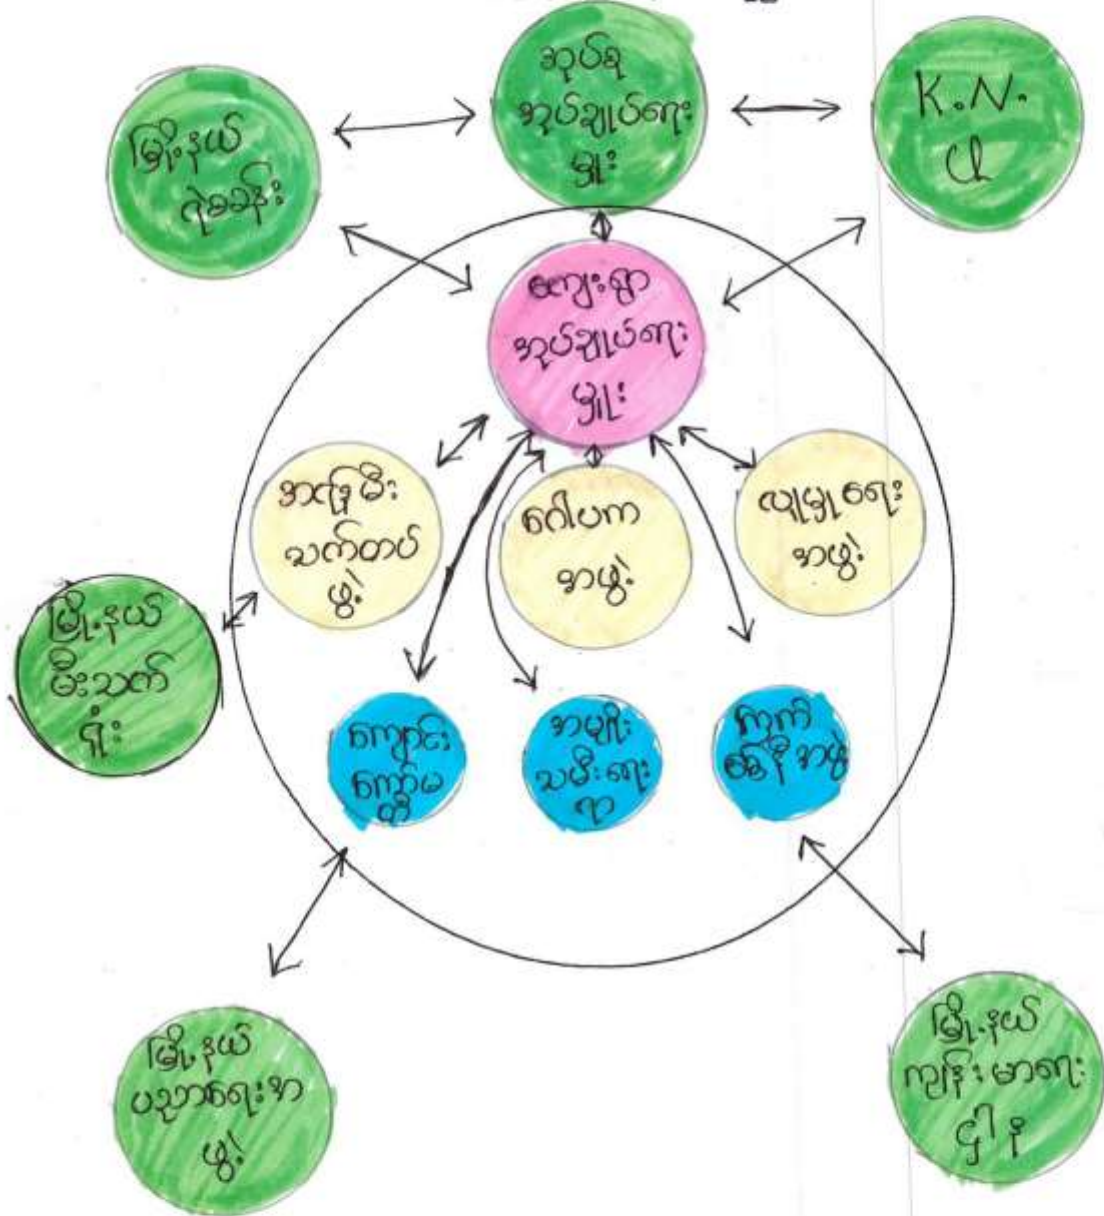 အုပ်စု
အုပ်ချုပ်ရေး
မှူး
မြို့နယ်
ရဲစခန်း
K.N.
ကျေးရွာ
အုပ်ချုပ်ရေး
မှူး
အရန်မီး
သတ်တပ်
ဖွဲ့
ဂေါပက
အဖွဲ့
လူမှုရေး
အဖွဲ့
မြို့နယ်
မီးသတ်
ရုံး
ကျောင်း
ကော်မ
တီ
အမျိုး
သမီးရေး
ရာ
ကြက်
ခြေနီအဖွဲ့
မြို့နယ်
ပညာရေးအ
ဖွဲ့
မြို့နယ်
ကျန်းမာရေး
ဌာန